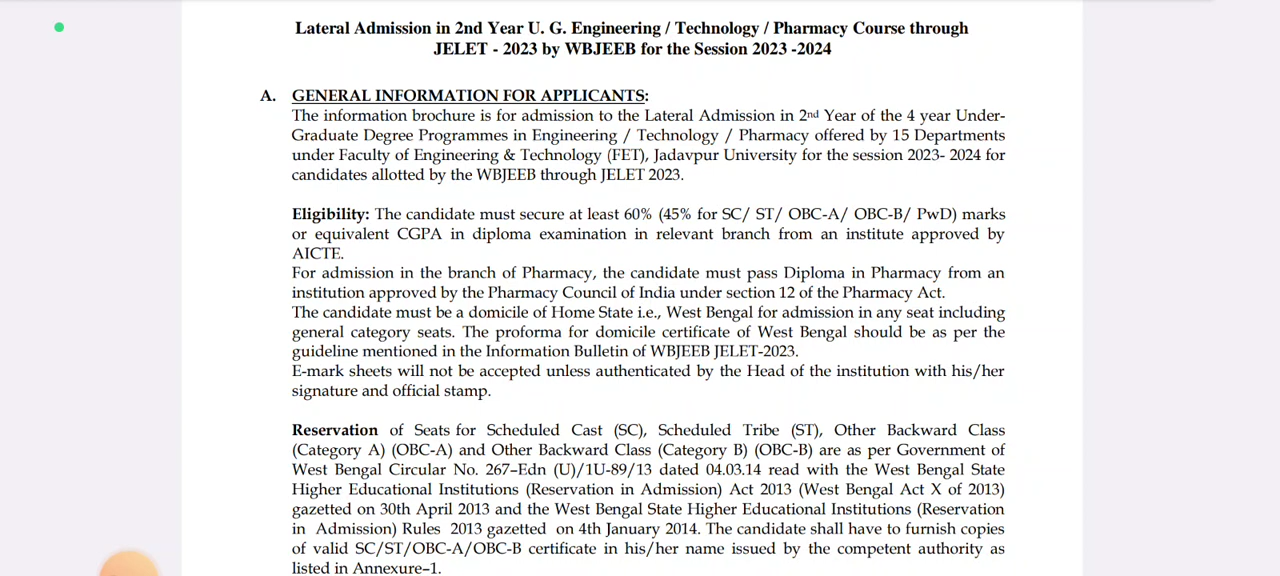 Lateral Admission in 2nd Year U. G. Engineering / Technology / Pharmacy Course through
JELET - 2023 by WBJEEB for the Session 2023 -2024
A. GENERAL INFORMATION FOR APPLICANTS:
The information brochure is for admission to the Lateral Admission in 2nd Year of the 4 year Under-
Graduate Degree Programmes in Engineering / Technology / Pharmacy offered by 15 Departments
under Faculty of Engineering & Technology (FET), Jadavpur University for the session 2023- 2024 for
candidates allotted by the WBJEEB through JELET 2023.
Eligibility: The candidate must secure at least 60% (45% for SC/ ST/ OBC-A/ OBC-B/ PwD) marks
or equivalent CGPA in diploma examination in relevant branch from an institute approved by
AICTE.
For admission in the branch of Pharmacy, the candidate must pass Diploma in Pharmacy from an
institution approved by the Pharmacy Council of India under section 12 of the Pharmacy Act.
The candidate must be a domicile of Home State i.e., West Bengal for admission in any seat including
general category seats. The proforma for domicile certificate of West Bengal should be as per the
guideline mentioned in the Information Bulletin of WBJEEB JELET-2023.
E-mark sheets will not be accepted unless authenticated by the Head of the institution with his/her
signature and official stamp.
Reservation of Seats for Scheduled Cast (SC), Scheduled Tribe (ST), Other Backward Class
(Category A) (OBC-A) and Other Backward Class (Category B) (OBC-B) are as per Government of
West Bengal Circular No. 267–Edn (U)/1U-89/13 dated 04.03.14 read with the West Bengal State
Higher Educational Institutions (Reservation in Admission) Act 2013 (West Bengal Act X of 2013)
gazetted on 30th April 2013 and the West Bengal State Higher Educational Institutions (Reservation
in Admission) Rules 2013 gazetted on 4th January 2014. The candidate shall have to furnish copies
of valid SC/ST/OBC-A/OBC-B certificate in his/her name issued by the competent authority as
listed in Annexure–1.